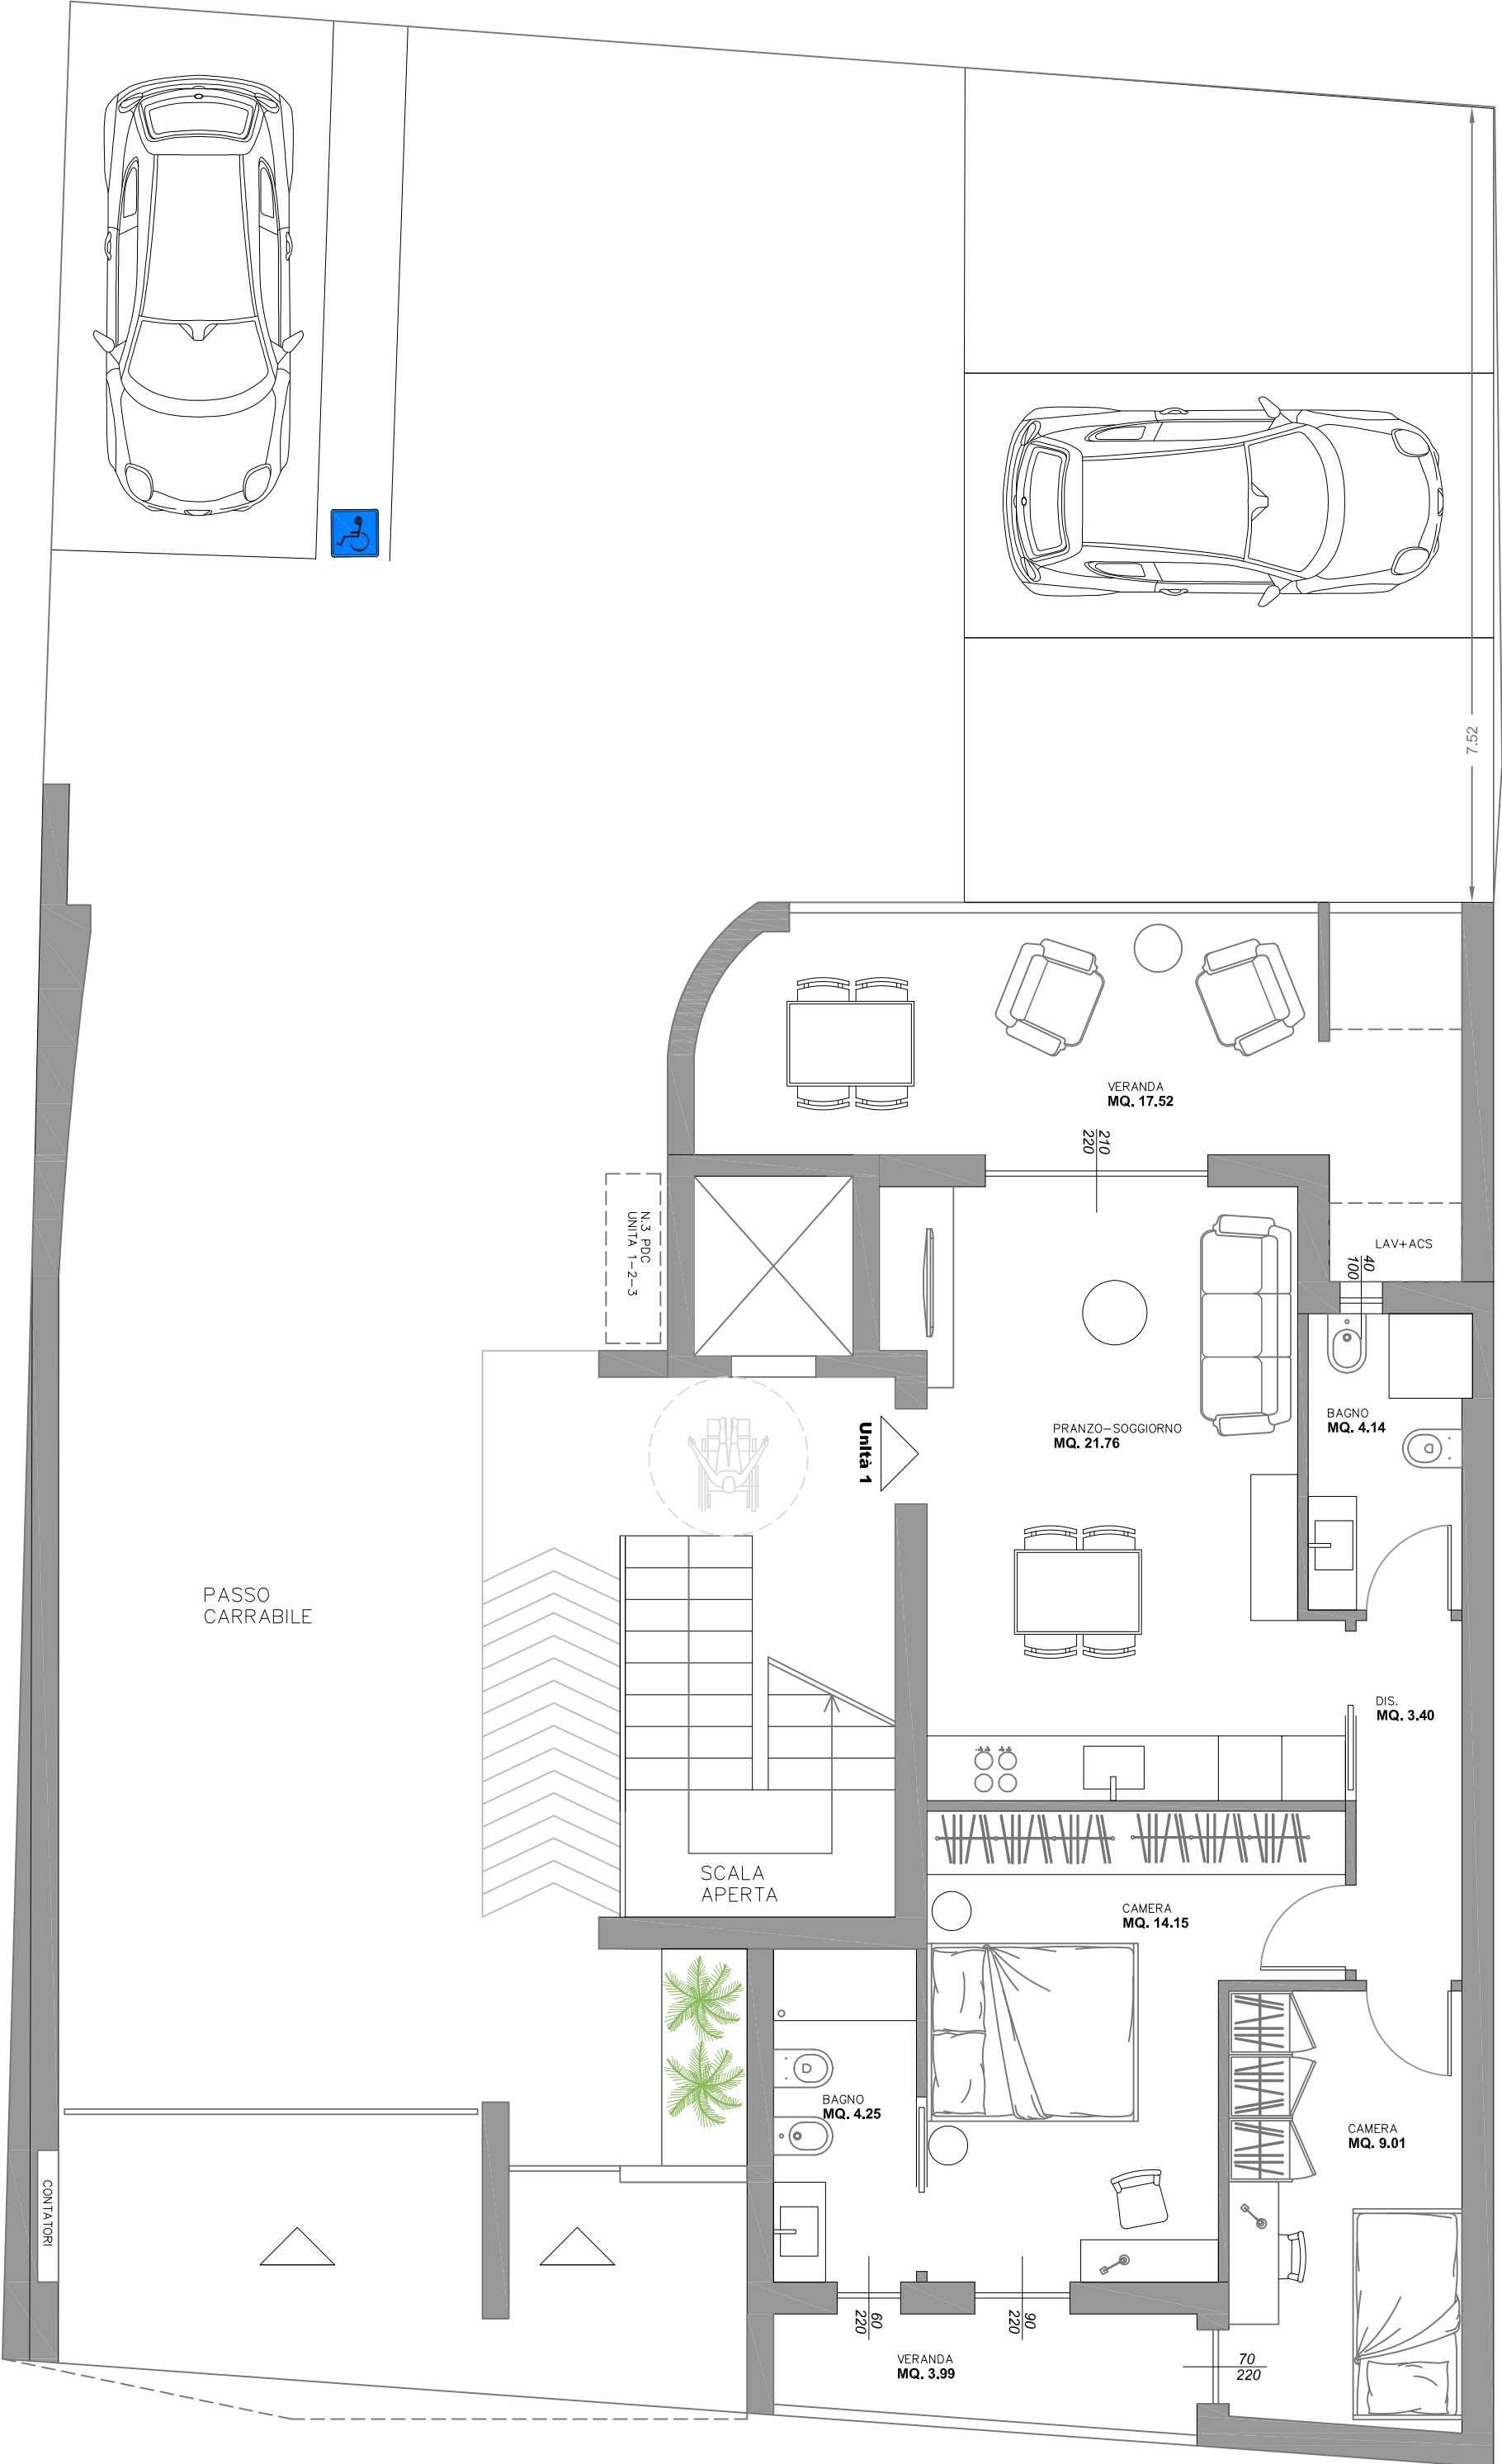 7.52
VERANDA
MQ. 17.52
210
220
N.3 PDC
UNITA 1-2-3
LAV+ACS
40
100
BAGNO
MQ. 4.14
PRANZO-SOGGIORNO
MQ. 21.76
Unità 1
PASSO
CARRABILE
DIS.
MQ. 3.40
SCALA
APERTA
CAMERA
MQ. 14.15
BAGNO
MQ. 4.25
CAMERA
MQ. 9.01
CONTATORI
60
220
90
220
VERANDA
MQ. 3.99
70
220